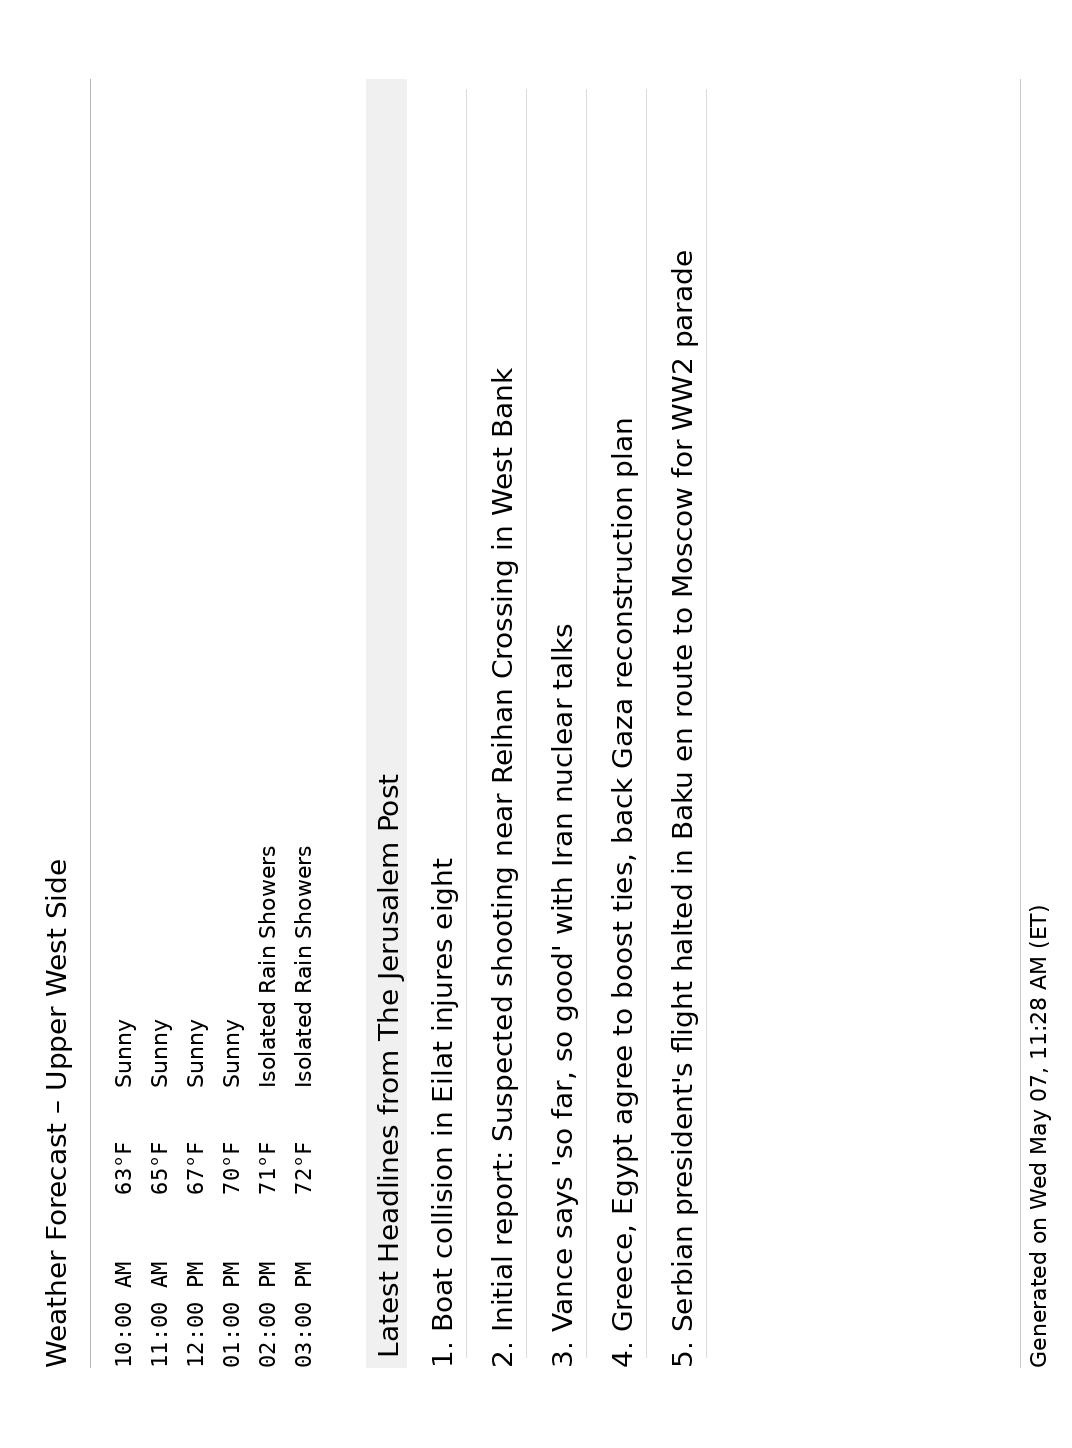 Weather Forecast – Upper West Side
10:00 AM 63°F Sunny
11:00 AM 65°F Sunny
12:00 PM 67°F Sunny
01:00 PM 70°F Sunny
02:00 PM 71°F Isolated Rain Showers
03:00 PM 72°F Isolated Rain Showers
Latest Headlines from The Jerusalem Post
1. Boat collision in Eilat injures eight
2. Initial report: Suspected shooting near Reihan Crossing in West Bank
3. Vance says 'so far, so good' with Iran nuclear talks
4. Greece, Egypt agree to boost ties, back Gaza reconstruction plan
5. Serbian president's flight halted in Baku en route to Moscow for WW2 parade
Generated on Wed May 07, 11:28 AM (ET)